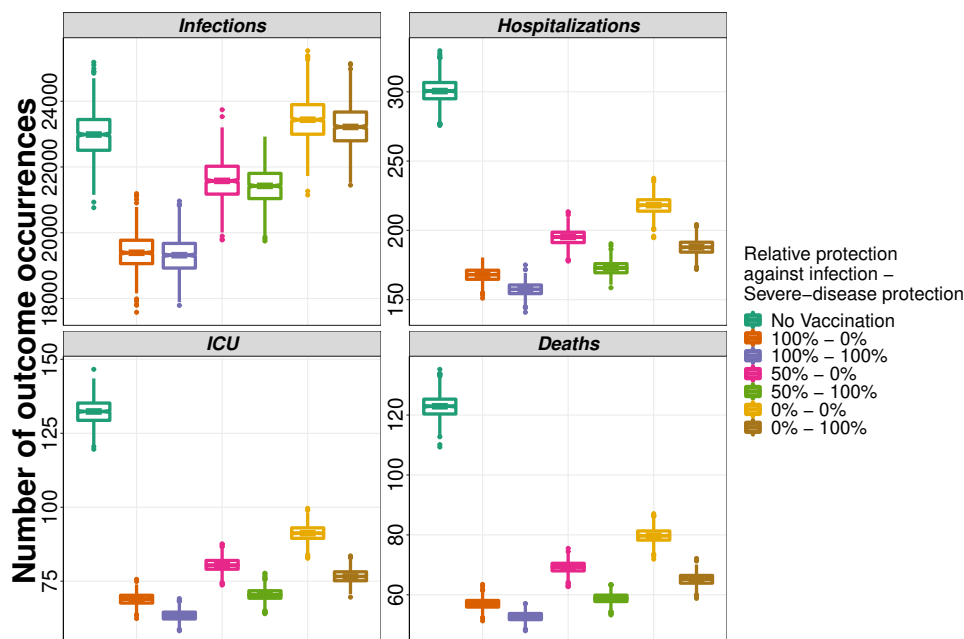 Number of outcome occurrences
Infections
24000
22000
20000
18000
Hospitalizations
300
250
200
150
ICU
150
125
100
75
Deaths
120
100
80
60
Relative protection
against infection −
Severe−disease protection
No Vaccination
100% − 0%
100% − 100%
50% − 0%
50% − 100%
0% − 0%
0% − 100%